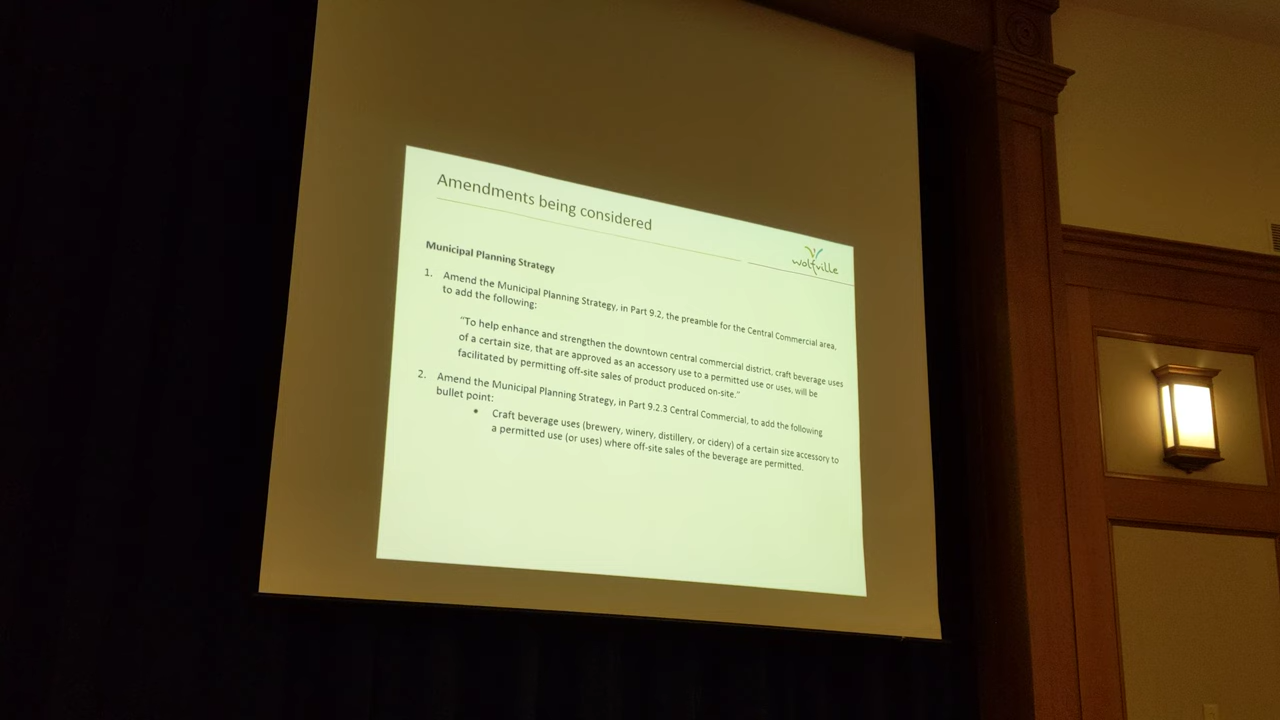 Amendments being considered
wolfville
Municipal Planning Strategy
1. Amend the Municipal Planning Strategy, in Part 9.2, the preamble for the Central Commercial area,
to add the following:
"To help enhance and strengthen the downtown central commercial district, craft beverage uses
of a certain size, that are approved as an accessory use to a permitted use or uses, will be
facilitated by permitting off-site sales of product produced on-site."
2. Amend the Municipal Planning Strategy, in Part 9.2.3 Central Commercial, to add the following
bullet point:
• Craft beverage uses (brewery, winery, distillery, or cidery) of a certain size accessory to
a permitted use (or uses) where off-site sales of the beverage are permitted.